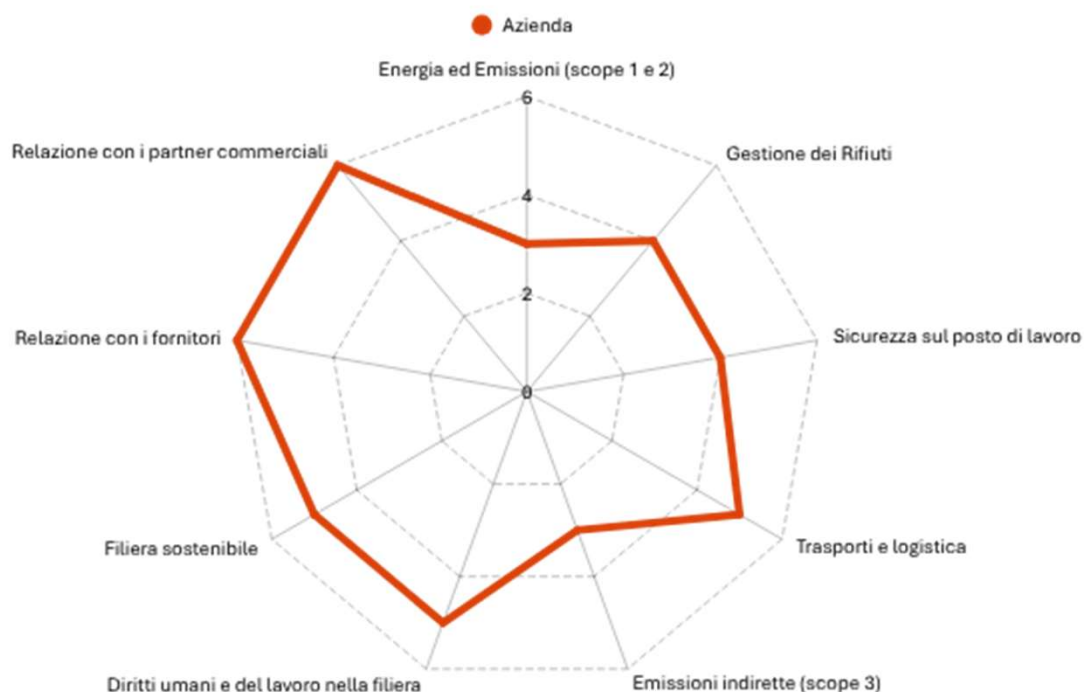 Azienda
Energia ed Emissioni (scope 1 e 2)
6
Relazione con i partner commerciali
Gestione dei Rifiuti
4
2
Relazione con i fornitori
Sicurezza sul posto di lavoro
0
Filiera sostenibile
Trasporti e logistica
Diritti umani e del lavoro nella filiera
Emissioni indirette (scope 3)